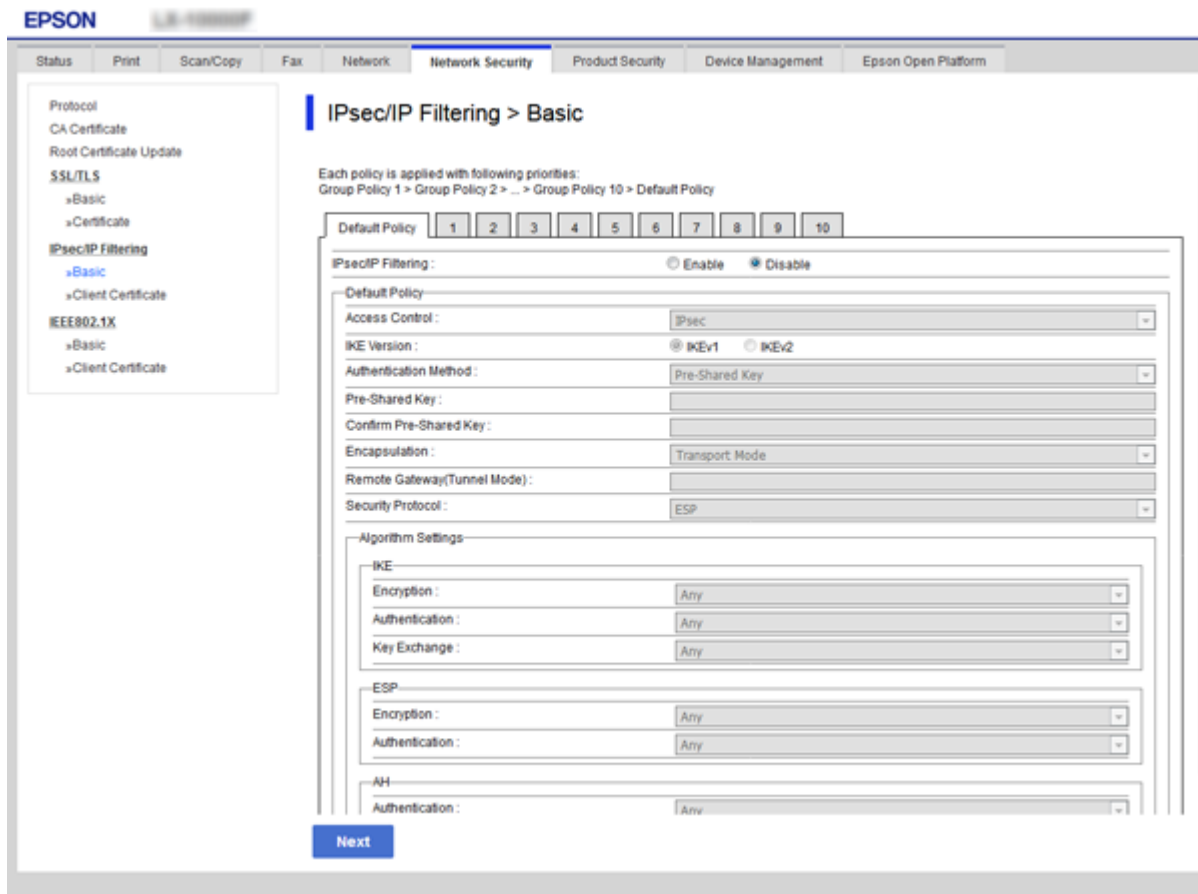 EPSON
Status Print Scan/Copy Fax Network Network Security Product Security Device Management Epson Open Platform
Protocol
CA Certificate
Root Certificate Update
SSL/TLS
»Basic
»Certificate
IPsec/IP Filtering
»Basic
»Client Certificate
IEEE802.1X
»Basic
»Client Certificate
IPsec/IP Filtering > Basic
Each policy is applied with following priorities:
Group Policy 1 > Group Policy 2 > ... > Group Policy 10 > Default Policy
Default Policy 1 2 3 4 5 6 7 8 9 10
IPsec/IP Filtering : Enable Disable
Default Policy
Access Control : IPsec
IKE Version : IKEv1 IKEv2
Authentication Method : Pre-Shared Key
Pre-Shared Key :
Confirm Pre-Shared Key :
Encapsulation : Transport Mode
Remote Gateway(Tunnel Mode) :
Security Protocol : ESP
Algorithm Settings
IKE
Encryption : Any
Authentication : Any
Key Exchange : Any
ESP
Encryption : Any
Authentication : Any
AH
Authentication : Any
Next